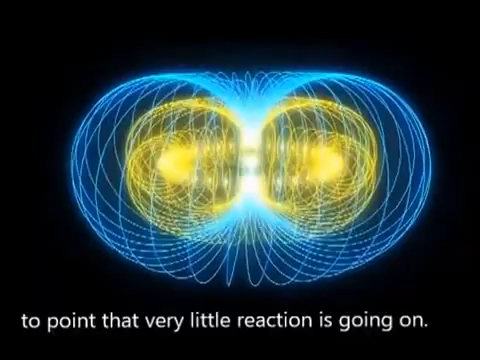 to point that very little reaction is going on.